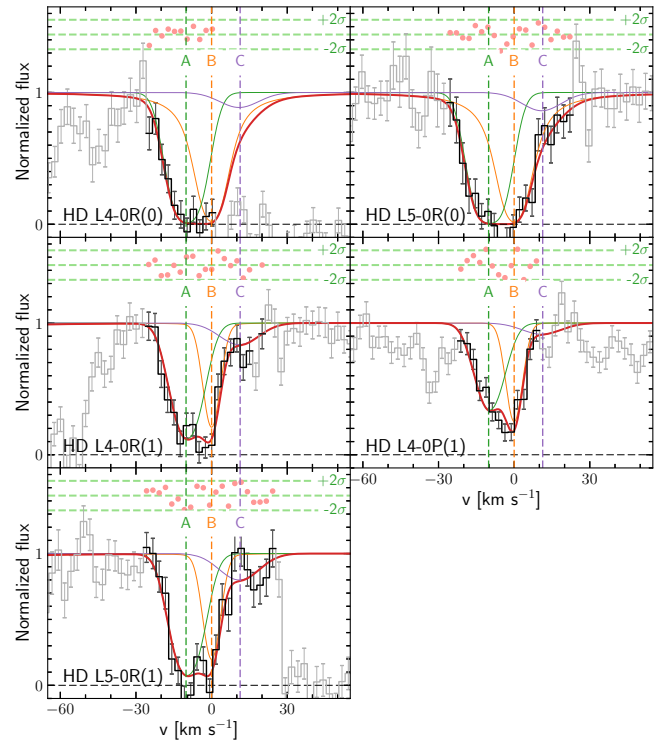 +2σ
-2σ
A B C
Normalized flux
1
0
HD L4-0R(0)
+2σ
-2σ
A B C
HD L5-0R(0)
+2σ
-2σ
A B C
Normalized flux
1
0
HD L4-0R(1)
+2σ
-2σ
A B C
HD L4-0P(1)
−60 −30 0 30
v [km s⁻¹]
+2σ
-2σ
A B C
Normalized flux
1
0
HD L5-0R(1)
−60 −30 0 30
v [km s⁻¹]